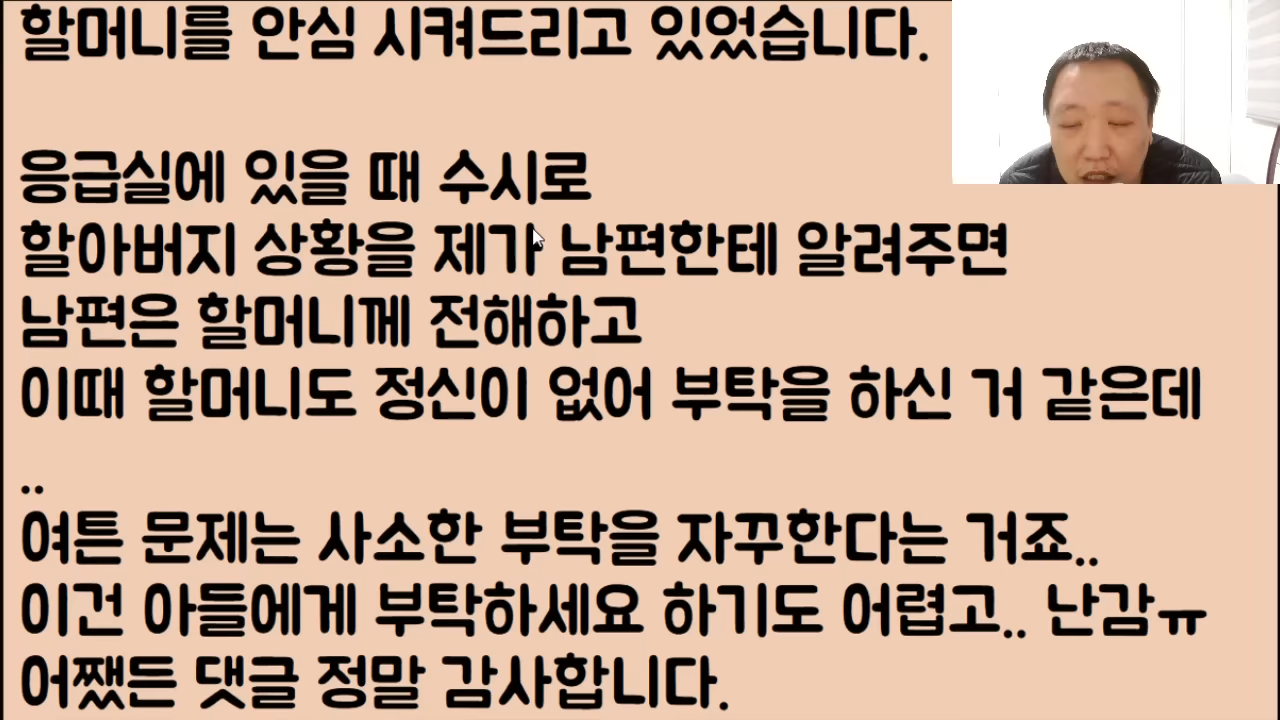 할머니를 안심 시켜드리고 있었습니다.
응급실에 있을 때 수시로
할아버지 상황을 제가 남편한테 알려주면
남편은 할머니께 전해하고
이때 할머니도 정신이 없어 부탁을 하신 거 같은데
..
여튼 문제는 사소한 부탁을 자꾸한다는 거죠..
이건 아들에게 부탁하세요 하기도 어렵고.. 난감ㅠ
어쨌든 댓글 정말 감사합니다.